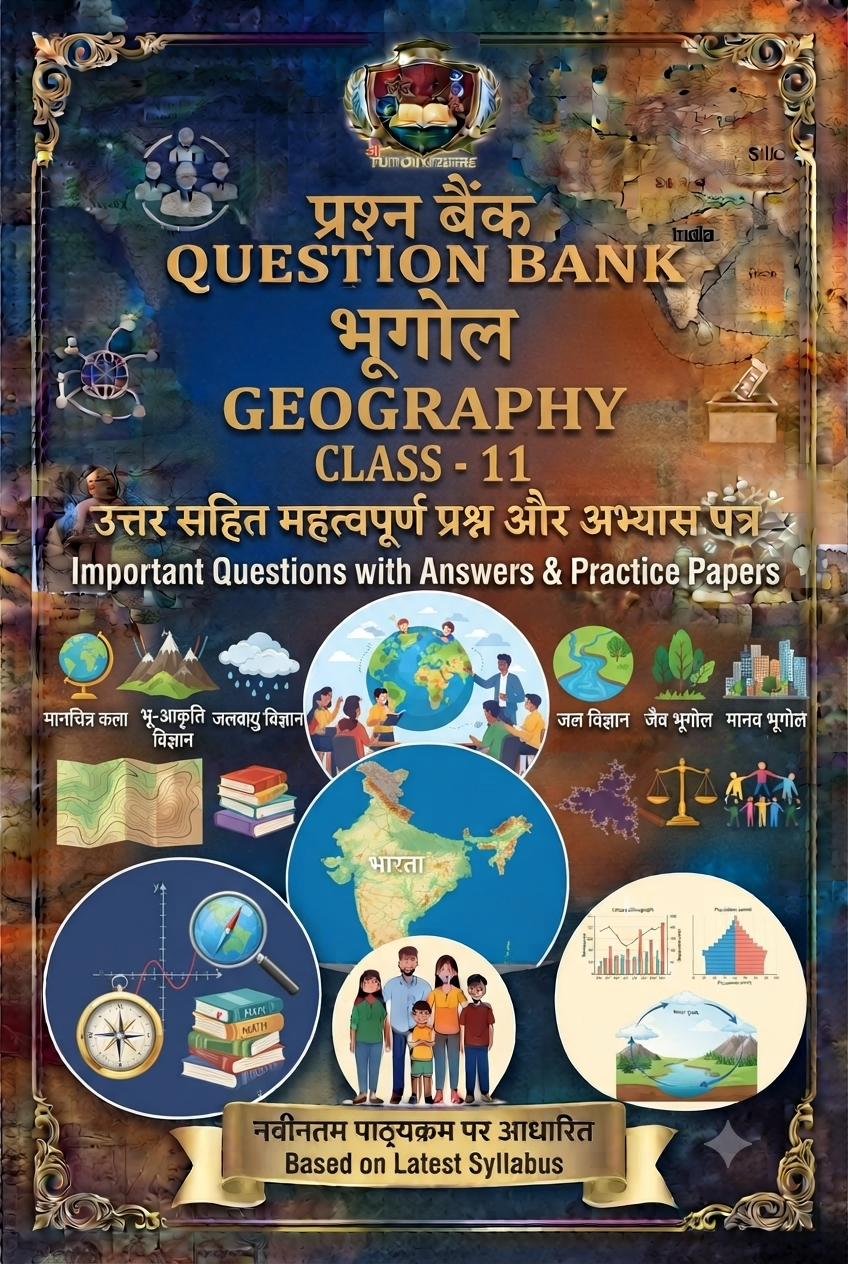 प्रश्न बैंक
QUESTION BANK
भूगोल
GEOGRAPHY
CLASS - 11
उत्तर सहित महत्वपूर्ण प्रश्न और अभ्यास पत्र
Important Questions with Answers & Practice Papers
मानचित्र कला
भू-आकृति विज्ञान
जलवायु विज्ञान
जल विज्ञान
जैव भूगोल
मानव भूगोल
भारता
MATH
y
नवीनतम पाठ्यक्रम पर आधारित
Based on Latest Syllabus